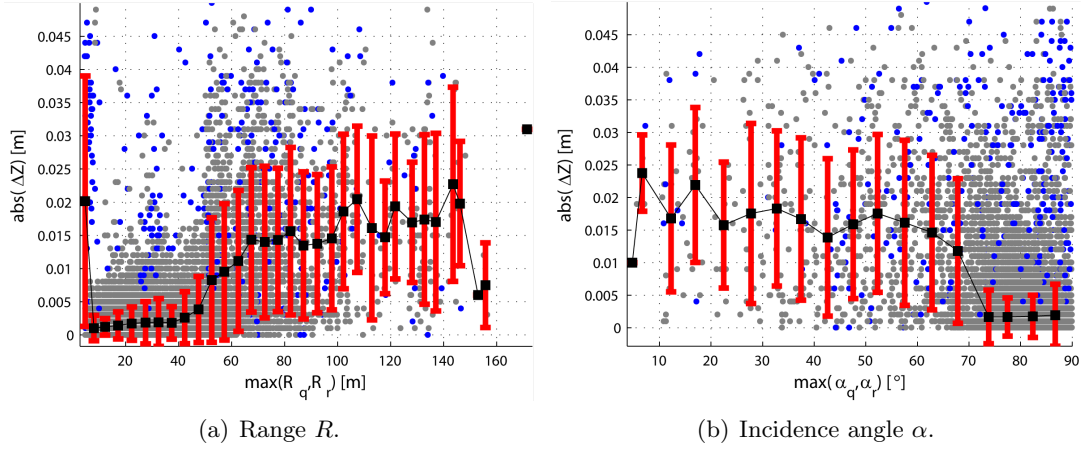 0.045
0.04
0.035
0.03
0.025
0.02
0.015
0.01
0.005
0
abs( ΔZ) [m]
20 40 60 80 100 120 140 160
max(R_q,R_r) [m]
(a) Range R.
0.045
0.04
0.035
0.03
0.025
0.02
0.015
0.01
0.005
0
abs( ΔZ) [m]
10 20 30 40 50 60 70 80 90
max(α_q,α_r) [°]
(b) Incidence angle α.